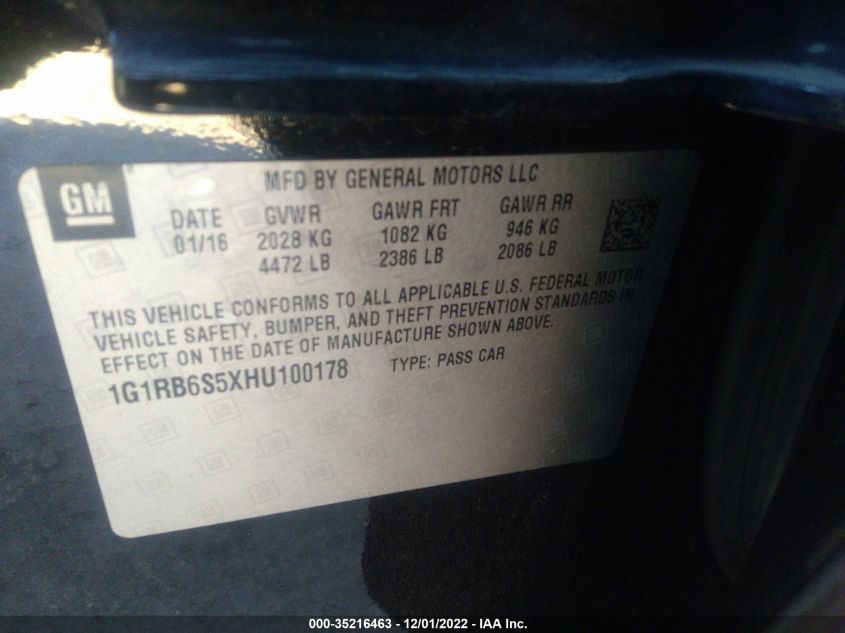 GM
MFD BY GENERAL MOTORS LLC
DATE GVWR GAWR FRT GAWR RR
01/16 2028 KG 1082 KG 946 KG
4472 LB 2386 LB 2086 LB
THIS VEHICLE CONFORMS TO ALL APPLICABLE U.S. FEDERAL MOTOR
VEHICLE SAFETY, BUMPER, AND THEFT PREVENTION STANDARDS IN
EFFECT ON THE DATE OF MANUFACTURE SHOWN ABOVE.
1G1RB6S5XHU100178 TYPE: PASS CAR
000-35216463 - 12/01/2022 - IAA Inc.